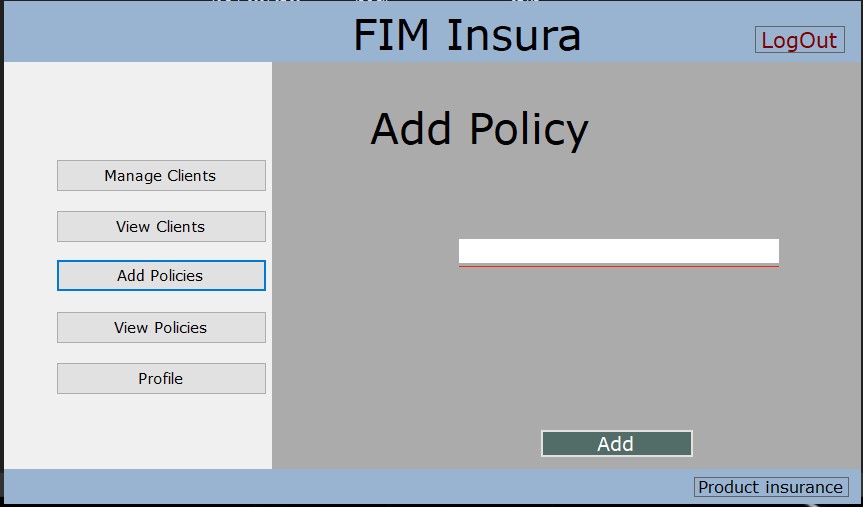 FIM Insura
LogOut
Add Policy
Manage Clients
View Clients
Add Policies
View Policies
Profile
Add
Product insurance